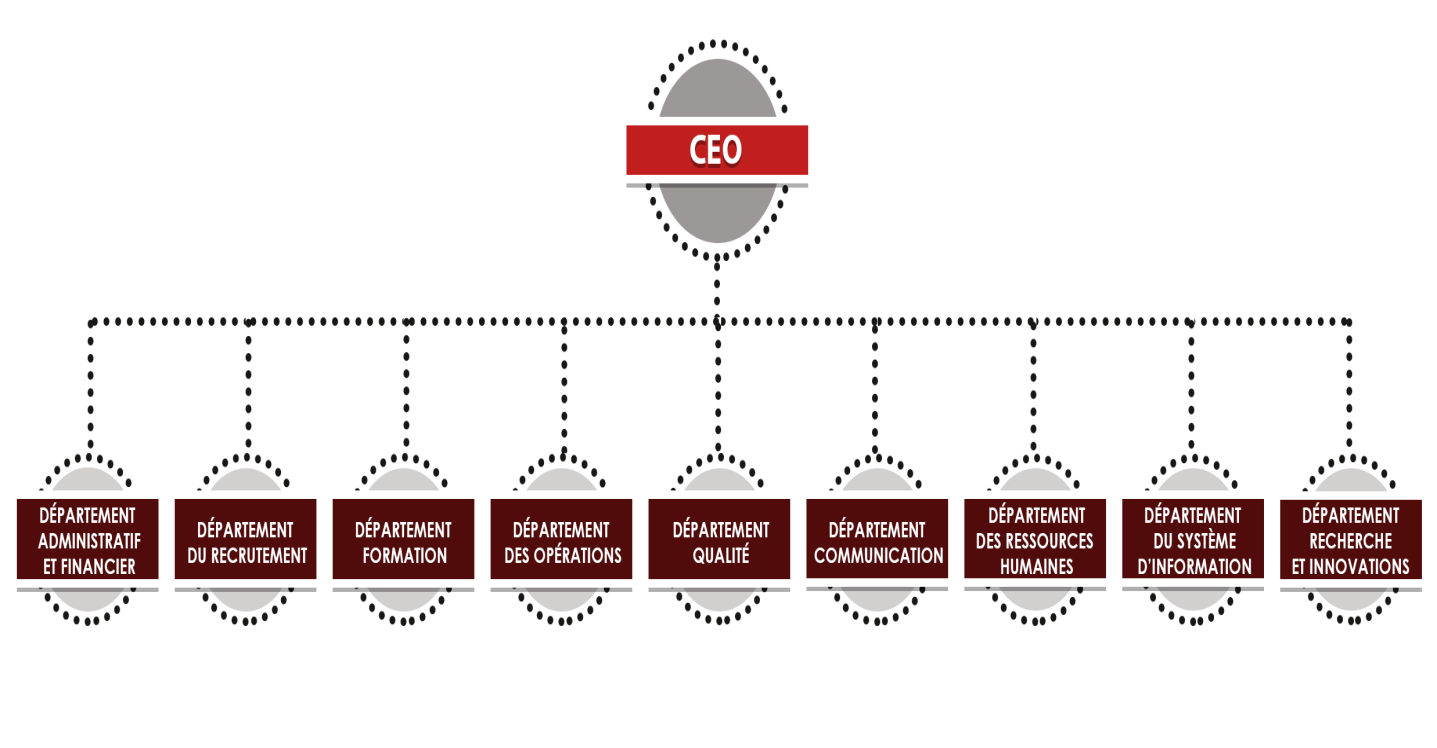 CEO
DÉPARTEMENT
ADMINISTRATIF
ET FINANCIER
DÉPARTEMENT
DU RECRUTEMENT
DÉPARTEMENT
FORMATION
DÉPARTEMENT
DES OPÉRATIONS
DÉPARTEMENT
QUALITÉ
DÉPARTEMENT
COMMUNICATION
DÉPARTEMENT
DES RESSOURCES
HUMAINES
DÉPARTEMENT
DU SYSTÈME
D'INFORMATION
DÉPARTEMENT
RECHERCHE
ET INNOVATIONS